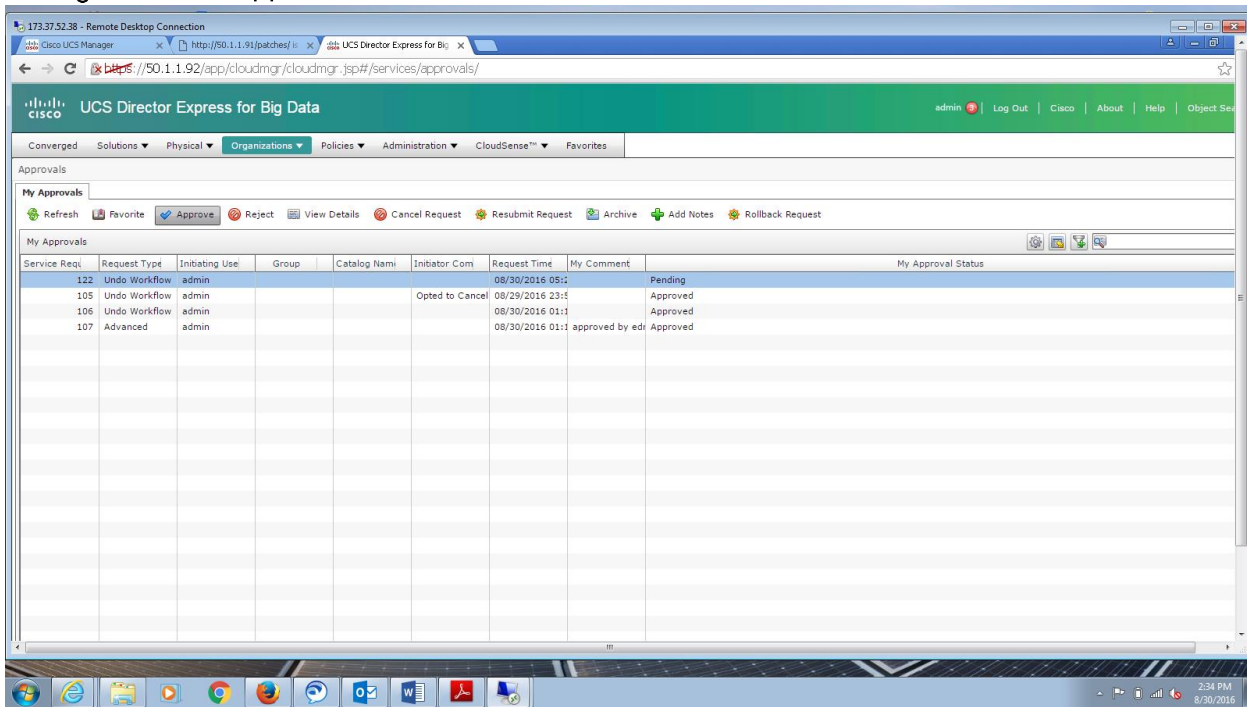 173.37.52.38 - Remote Desktop Connection
Cisco UCS Manager http://50.1.1.91/patches/ is UCS Director Express for Big
https://50.1.1.92/app/cloudmgr/cloudmgr.jsp#/services/approvals/
CISCO UCS Director Express for Big Data admin | Log Out | Cisco | About | Help | Object Sea
Converged Solutions Physical Organizations Policies Administration CloudSense™ Favorites
Approvals
My Approvals
Refresh Favorite Approve Reject View Details Cancel Request Resubmit Request Archive Add Notes Rollback Request
My Approvals
Service Requ Request Type Initiating Use Group Catalog Nam Initiator Com Request Time My Comment My Approval Status
122 Undo Workflow admin 08/30/2016 05:2 Pending
105 Undo Workflow admin Opted to Cancel 08/29/2016 23:5 Approved
106 Undo Workflow admin 08/30/2016 01:1 Approved
107 Advanced admin 08/30/2016 01:1 approved by edr Approved
2:34 PM
8/30/2016